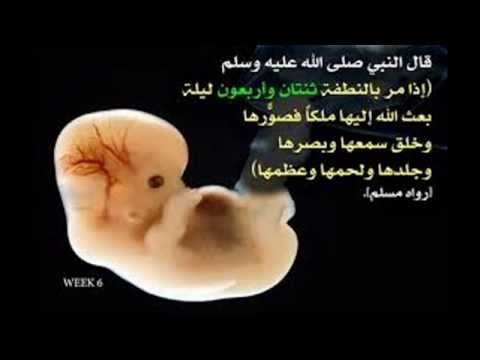 قال النبي صلى الله عليه وسلم
(إذا مر بالنطفة ثنتان وأربعون ليلة
بعث الله إليها ملكاً فصوَّرها
وخلق سمعها وبصرها
وجلدها ولحمها وعظمها)
[رواه مسلم].
WEEK 6